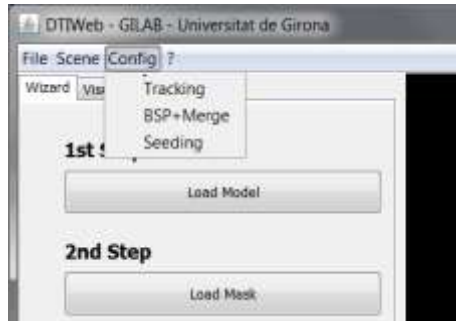 DTIWeb - GILAB - Universitat de Girona
File Scene Config ?
Wizard
Tracking
BSP+Merge
Seeding
1st
Load Model
2nd Step
Load Mask